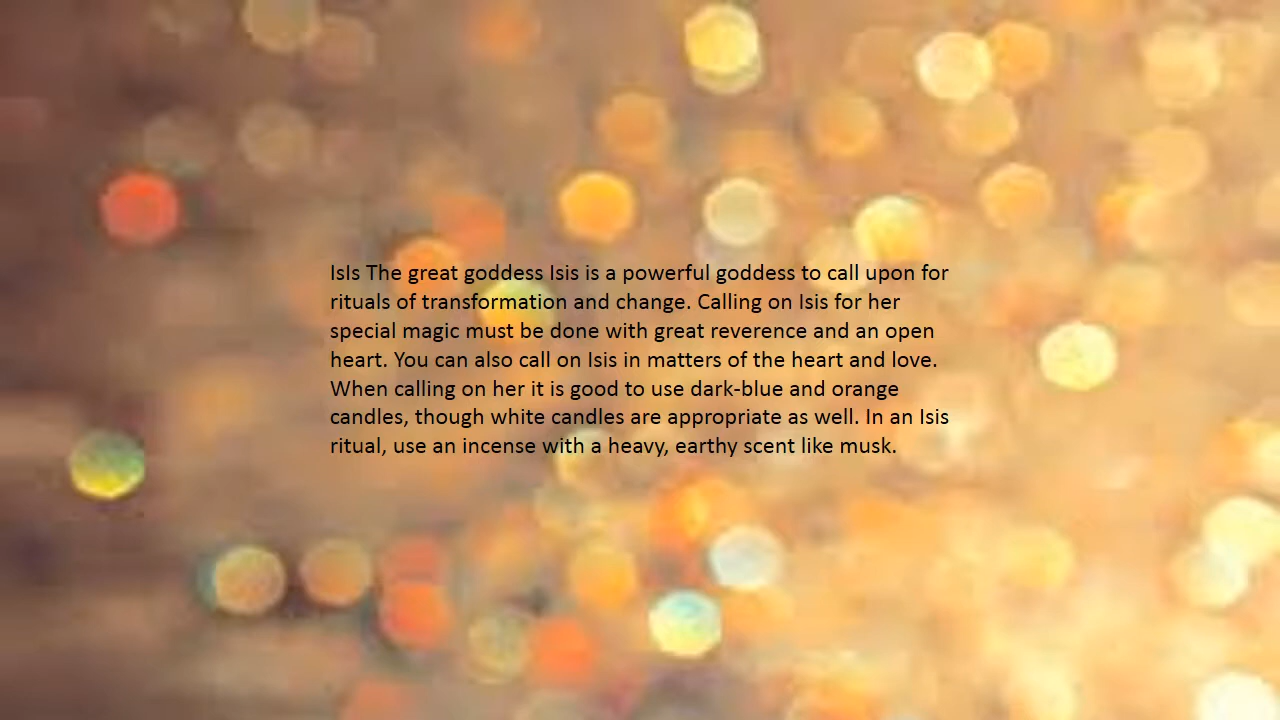 IsIs The great goddess Isis is a powerful goddess to call upon for
rituals of transformation and change. Calling on Isis for her
special magic must be done with great reverence and an open
heart. You can also call on Isis in matters of the heart and love.
When calling on her it is good to use dark-blue and orange
candles, though white candles are appropriate as well. In an Isis
ritual, use an incense with a heavy, earthy scent like musk.